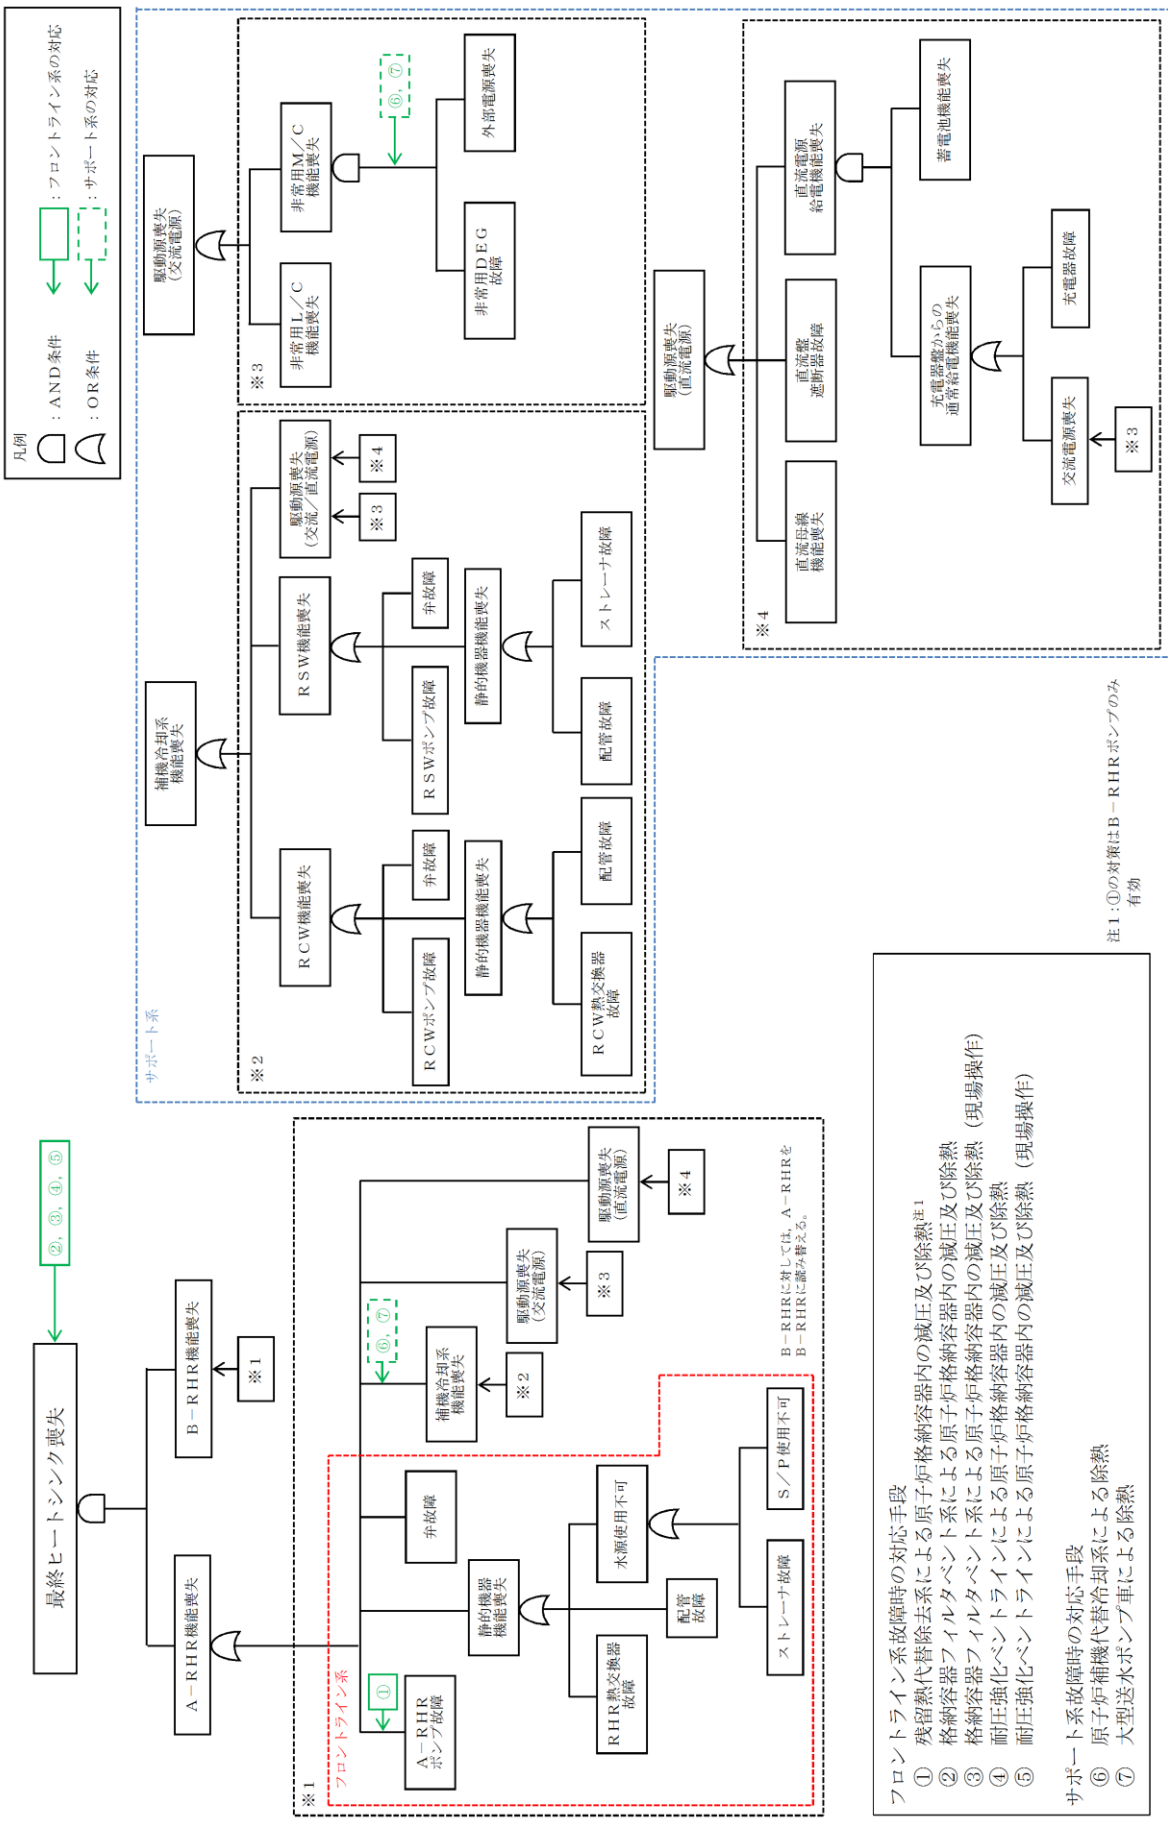 最終ヒートシンク喪失
②，③，④，⑤
A－RHR機能喪失
B－RHR機能喪失
※1
※1
フロントライン系
A－RHR
ポンプ故障
①
静的機器
機能喪失
弁故障
補機冷却系
機能喪失
⑥，⑦
※2
駆動源喪失
（交流電源）
※3
駆動源喪失
（直流電源）
※4
RHR熱交換器
故障
配管
故障
水源使用不可
ストレーナ故障
S／P使用不可
B－RHRに対しては，A－RHRを
B－RHRに読み替える。
凡例
：AND条件
：OR条件
：フロントライン系の対応
：サポート系の対応
サポート系
補機冷却系
機能喪失
※2
RCW機能喪失
RSW機能喪失
駆動源喪失
（交流／直流電源）
※3
※4
RCWポンプ故障
弁故障
静的機器機能喪失
RCW熱交換器
故障
配管故障
RSWポンプ故障
弁故障
静的機器機能喪失
配管故障
ストレーナ故障
駆動源喪失
（交流電源）
※3
非常用L／C
機能喪失
非常用M／C
機能喪失
⑥，⑦
非常用DEG
故障
外部電源喪失
駆動源喪失
（直流電源）
※4
直流母線
機能喪失
直流盤
遮断器故障
直流電源
給電機能喪失
充電器盤からの
通常給電機能喪失
蓄電池機能喪失
交流電源喪失
充電器故障
※3
フロントライン系故障時の対応手段
① 残留熱代替除去系による原子炉格納容器内の減圧及び除熱注1
② 格納容器フィルタベント系による原子炉格納容器内の減圧及び除熱
③ 格納容器フィルタベント系による原子炉格納容器内の減圧及び除熱（現場操作）
④ 耐圧強化ベントラインによる原子炉格納容器内の減圧及び除熱
⑤ 耐圧強化ベントラインによる原子炉格納容器内の減圧及び除熱（現場操作）
サポート系故障時の対応手段
⑥ 原子炉補機代替冷却系による除熱
⑦ 大型送水ポンプ車による除熱
注1：①の対策はB－RHRポンプのみ
有効